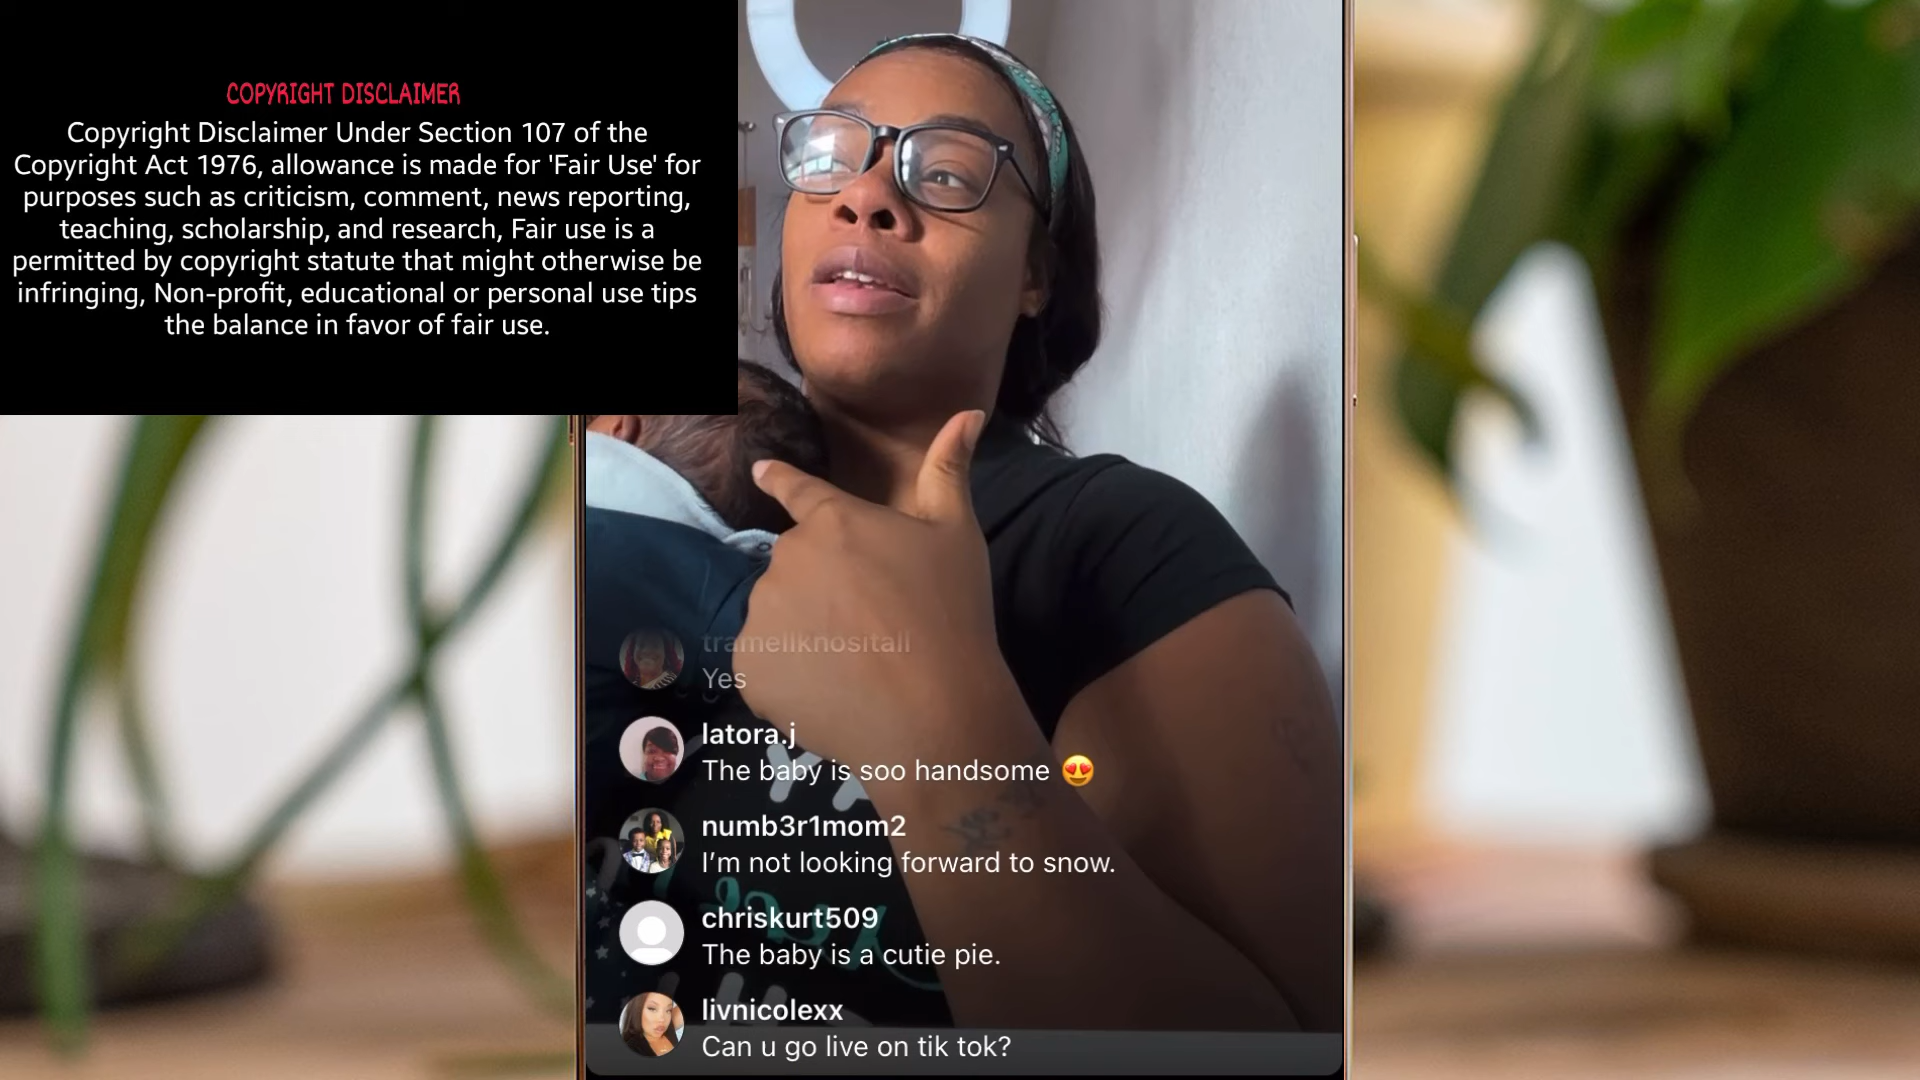 COPYRIGHT DISCLAIMER
Copyright Disclaimer Under Section 107 of the
Copyright Act 1976, allowance is made for 'Fair Use' for
purposes such as criticism, comment, news reporting,
teaching, scholarship, and research, Fair use is a
permitted by copyright statute that might otherwise be
infringing, Non-profit, educational or personal use tips
the balance in favor of fair use.
tramellknositall
Yes
latora.j
The baby is soo handsome 😍
numb3r1mom2
I’m not looking forward to snow.
chriskurt509
The baby is a cutie pie.
livnicolexx
Can u go live on tik tok?